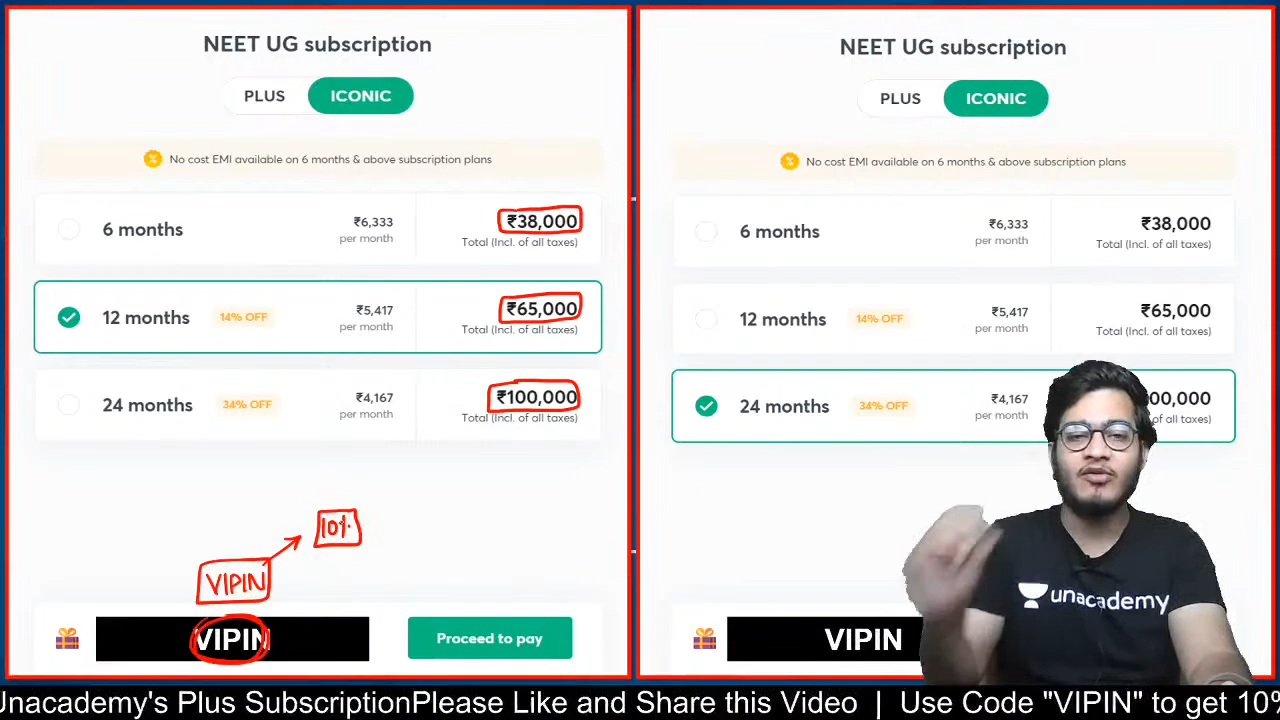 NEET UG subscription
PLUS
ICONIC
No cost EMI available on 6 months & above subscription plans
6 months
₹6,333
per month
₹38,000
Total (Incl. of all taxes)
12 months
14% OFF
₹5,417
per month
₹65,000
Total (Incl. of all taxes)
24 months
34% OFF
₹4,167
per month
₹100,000
Total (Incl. of all taxes)
10%
VIPIN
VIPIN
Proceed to pay
NEET UG subscription
PLUS
ICONIC
No cost EMI available on 6 months & above subscription plans
6 months
₹6,333
per month
₹38,000
Total (Incl. of all taxes)
12 months
14% OFF
₹5,417
per month
₹65,000
Total (Incl. of all taxes)
24 months
34% OFF
₹4,167
per month
00,000
of all taxes)
VIPIN
unacademy
Unacademy's Plus SubscriptionPlease Like and Share this Video | Use Code "VIPIN" to get 10%